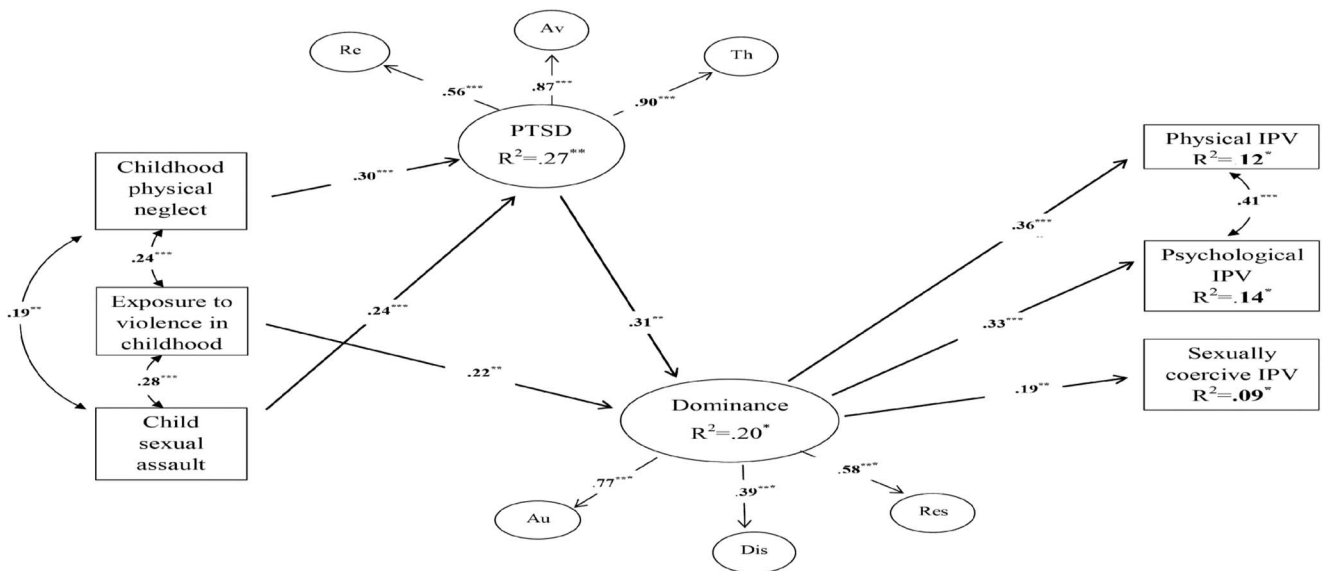 Re
Av
Th
.56***
.87***
.90***
PTSD
R²=.27**
Childhood
physical
neglect
.30***
.24***
Exposure to
violence in
childhood
.19**
.28***
Child
sexual
assault
.24***
.22**
.31**
Dominance
R²=.20*
.77***
.39***
.58***
Au
Dis
Res
.36***
.33***
.19**
Physical IPV
R²=.12*
.41***
Psychological
IPV
R²=.14*
Sexually
coercive IPV
R²=.09*